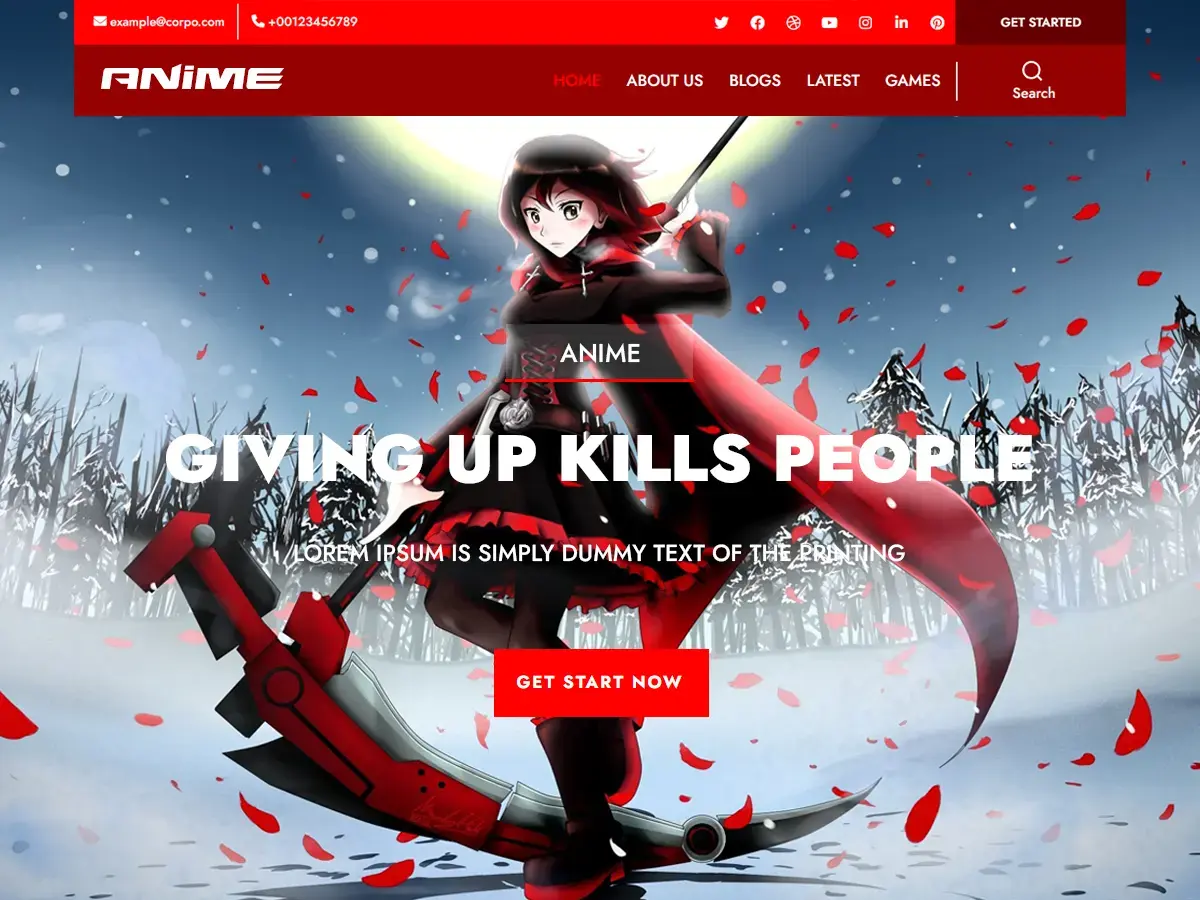 example@corpo.com
+00123456789
GET STARTED
ANiME
HOME
ABOUT US
BLOGS
LATEST
GAMES
Search
ANIME
GIVING UP KILLS PEOPLE
LOREM IPSUM IS SIMPLY DUMMY TEXT OF THE PRINTING
GET START NOW